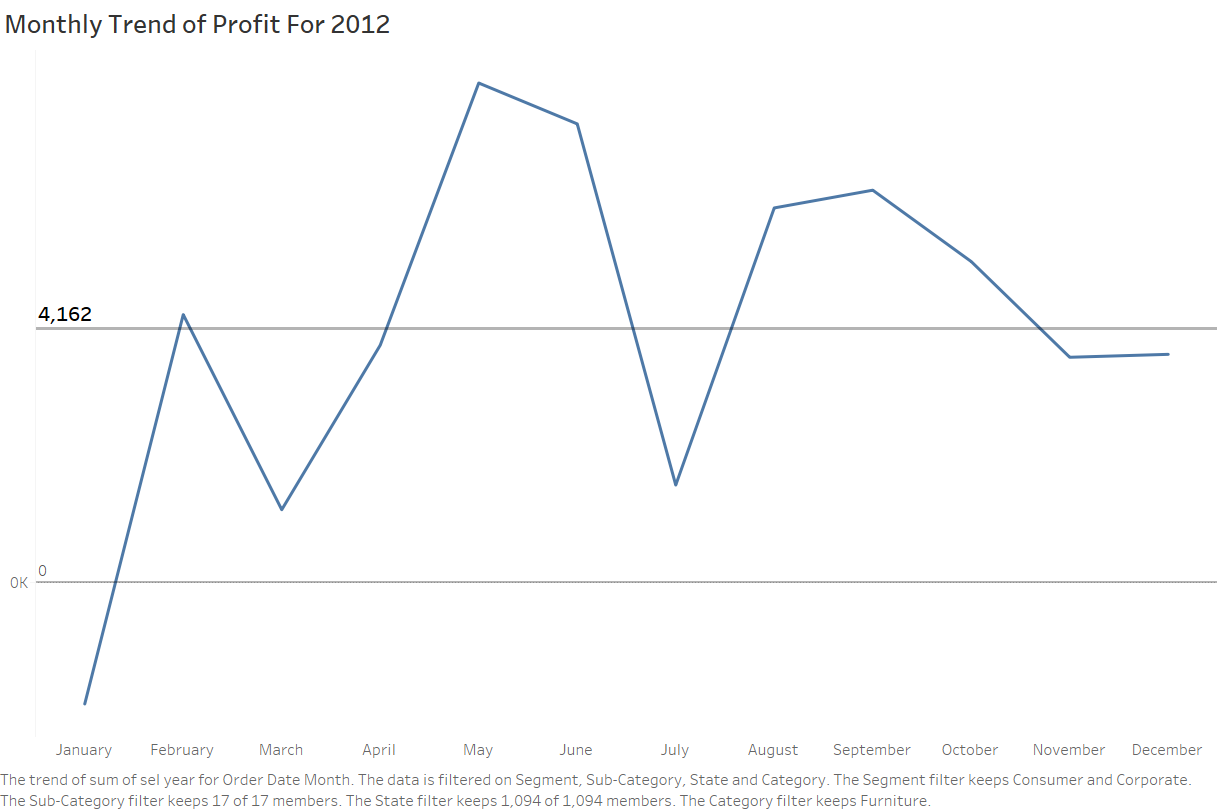 Monthly Trend of Profit For 2012
4,162
0
0K
January February March April May June July August September October November December
The trend of sum of sel year for Order Date Month. The data is filtered on Segment, Sub-Category, State and Category. The Segment filter keeps Consumer and Corporate.
The Sub-Category filter keeps 17 of 17 members. The State filter keeps 1,094 of 1,094 members. The Category filter keeps Furniture.